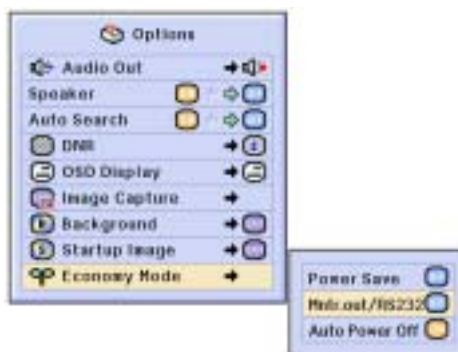 Options
Audio Out
Speaker
Auto Search
DNR
OSD Display
Image Capture
Background
Startup Image
Economy Mode
Power Save
Mntr.out/RS232
Auto Power Off